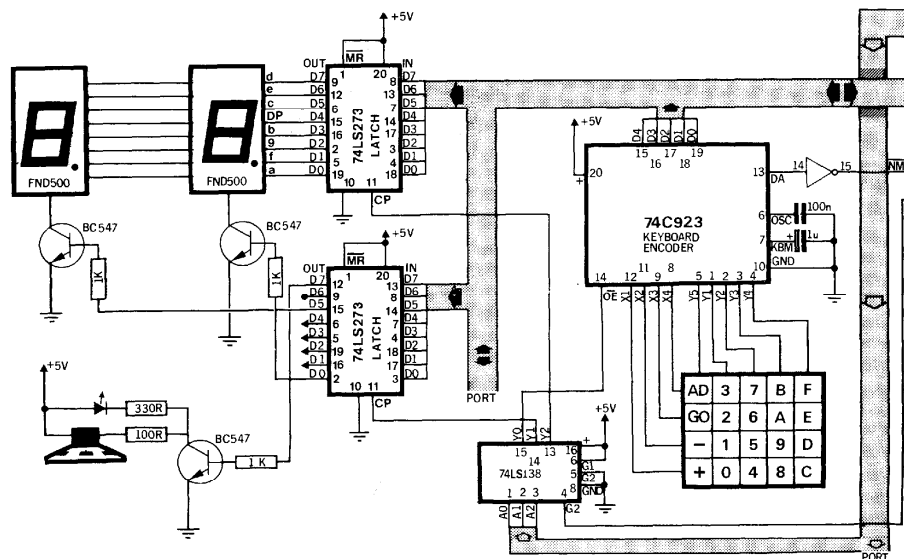 +5V
OUT
MR
IN
1
20
d 9 D7 8 D7
e 12 D6 13 D6
c 6 D5 7 D5
DP 15 D4 14 D4
b 16 D3 17 D3
g 2 D2 4 D2
f 5 D1 3 D1
a 19 D0 18 D0
74LS273
LATCH
10 11
CP
FND500
FND500
BC547
BC547
1K
1K
+5V
OUT
MR
IN
1
20
D7 12 13 D7
D6 9 8 D6
D5 15 14 D5
D4 6 7 D4
D3 5 4 D3
D2 19 18 D2
D1 16 17 D1
D0 2 3 D0
74LS273
LATCH
10 11
CP
+5V
330R
100R
BC547
1K
PORT
+5V
D4 D3 D2 D1 D0
15 16 17 18 19
20
+
74C923
KEYBOARD
ENCODER
13
DA
14 15
NM
6 OSC 100n
7 KBM + 1u
10 GND
14 12 11 9 8 5 1 2 3 4
OE X1 X2 X3 X4 Y5 Y1 Y2 Y3 Y4
AD 3 7 B F
GO 2 6 A E
- 1 5 9 D
+ 0 4 8 C
Y0 Y1 Y2
15 14 13
+5V
74LS138
16 +
6 G1
5 G2
8 GND
1 2 3 4
A0 A1 A2 G2
PORT